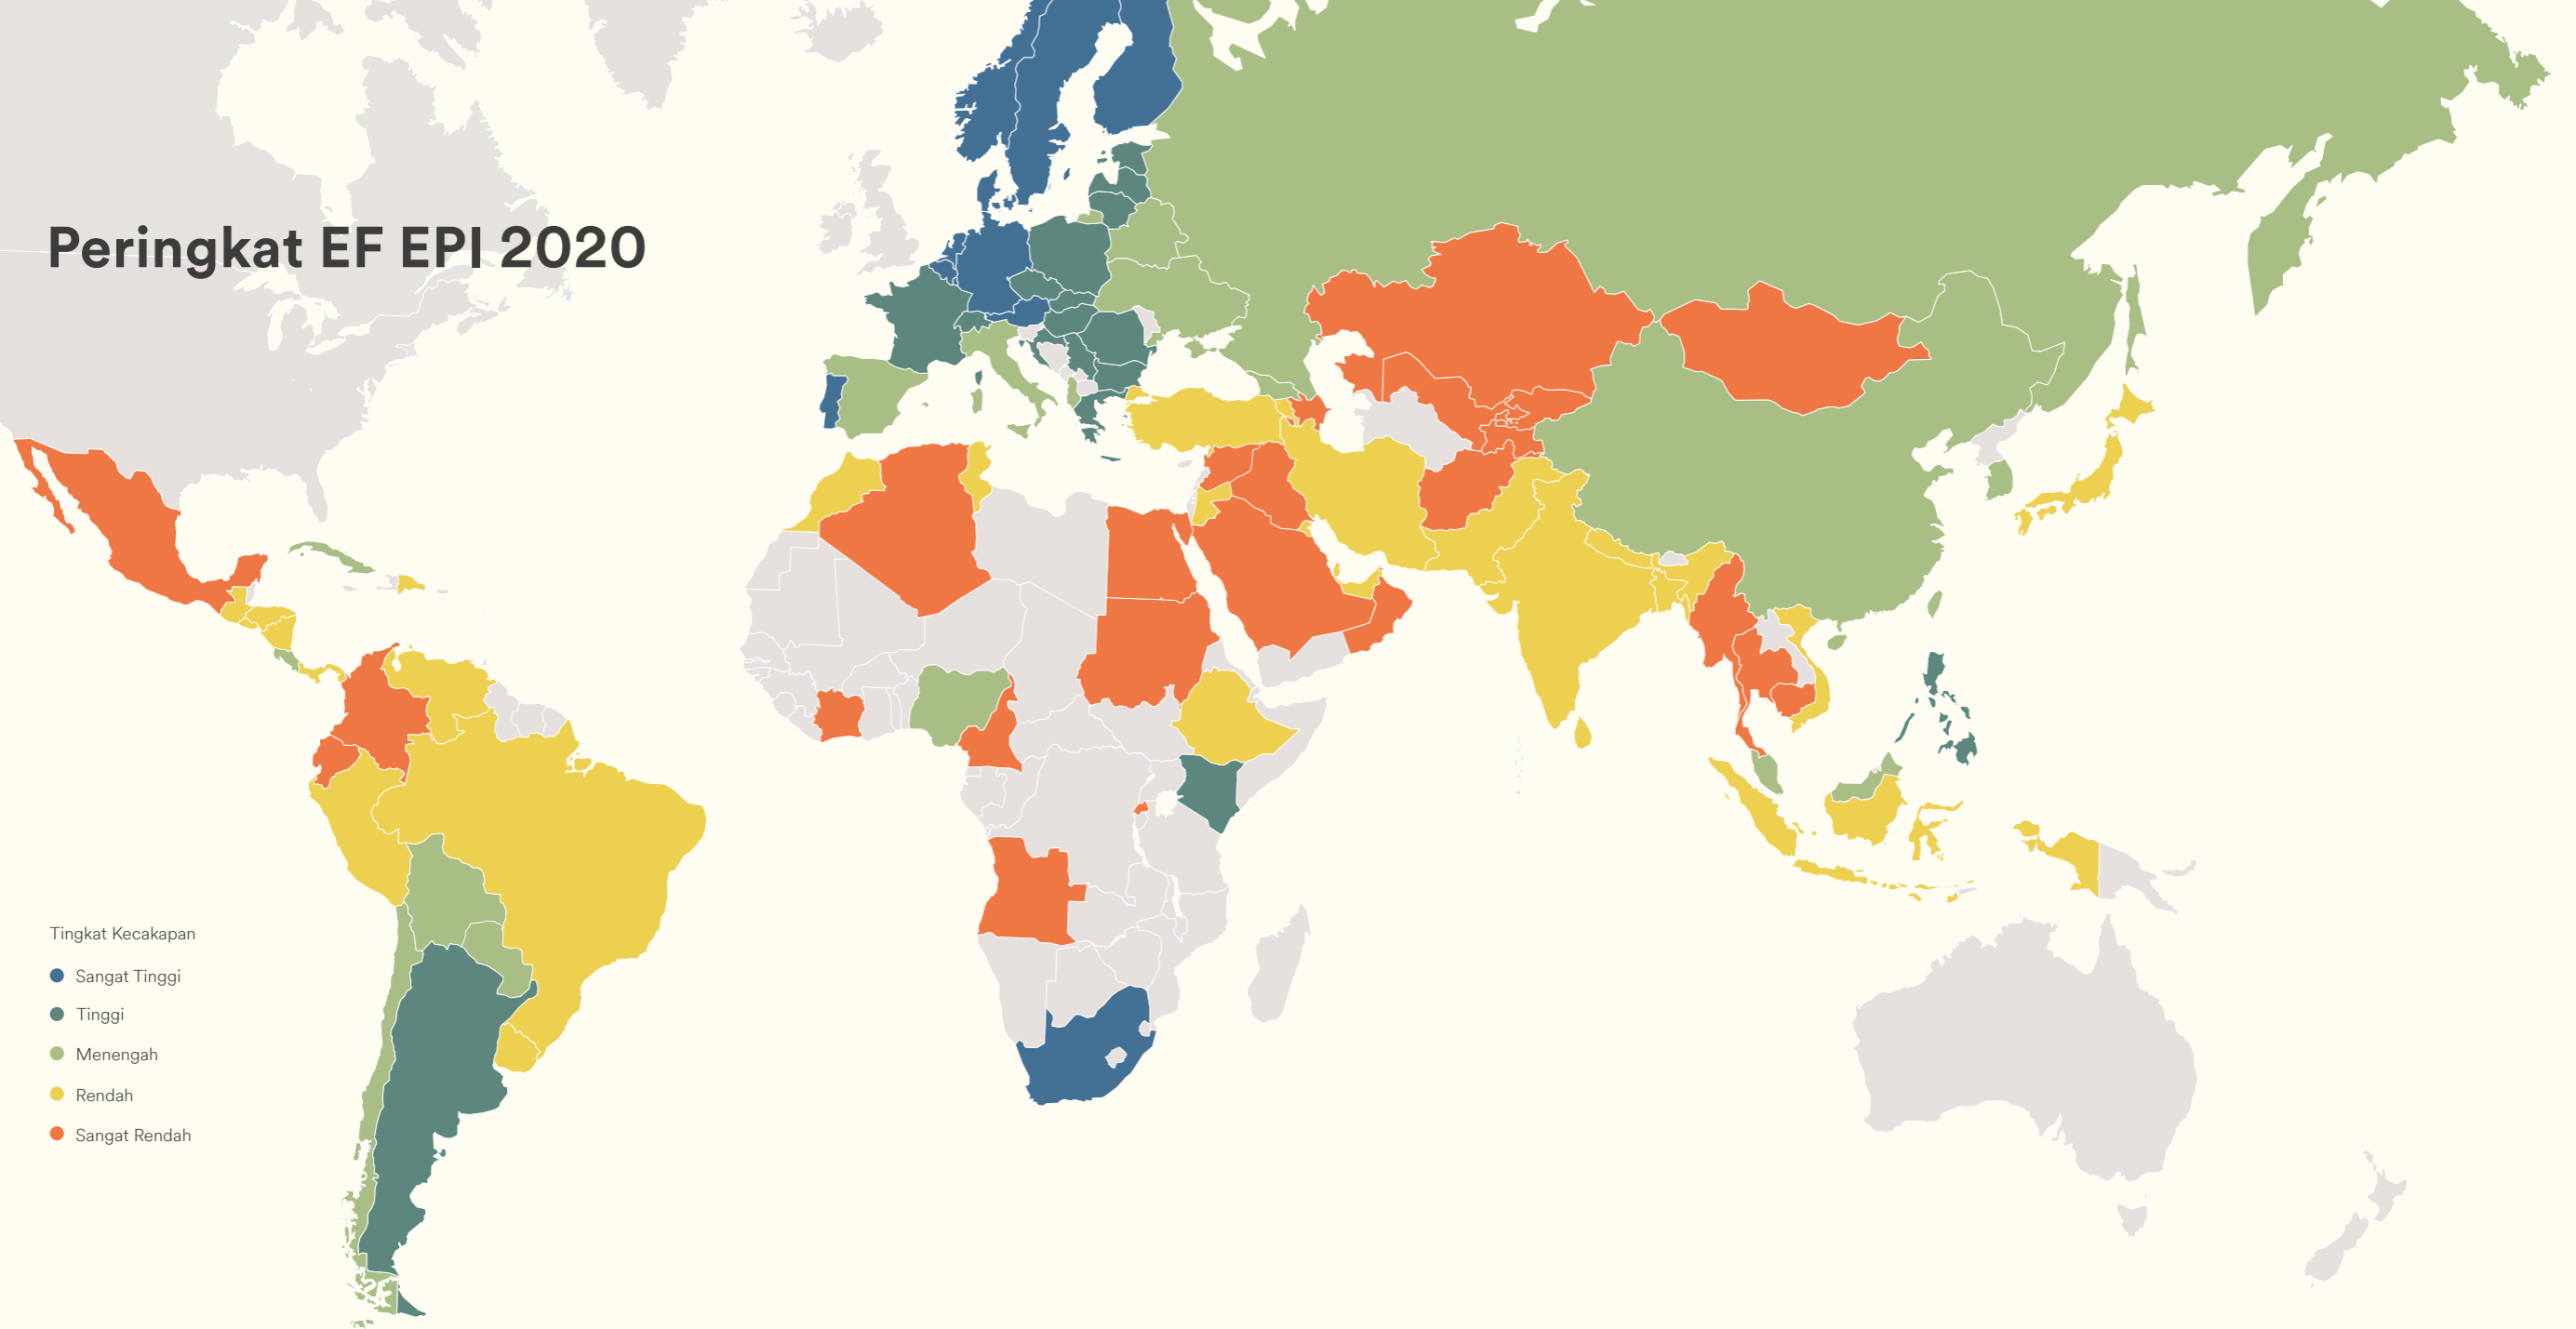 Peringkat EF EPI 2020
Tingkat Kecakapan
Sangat Tinggi
Tinggi
Menengah
Rendah
Sangat Rendah